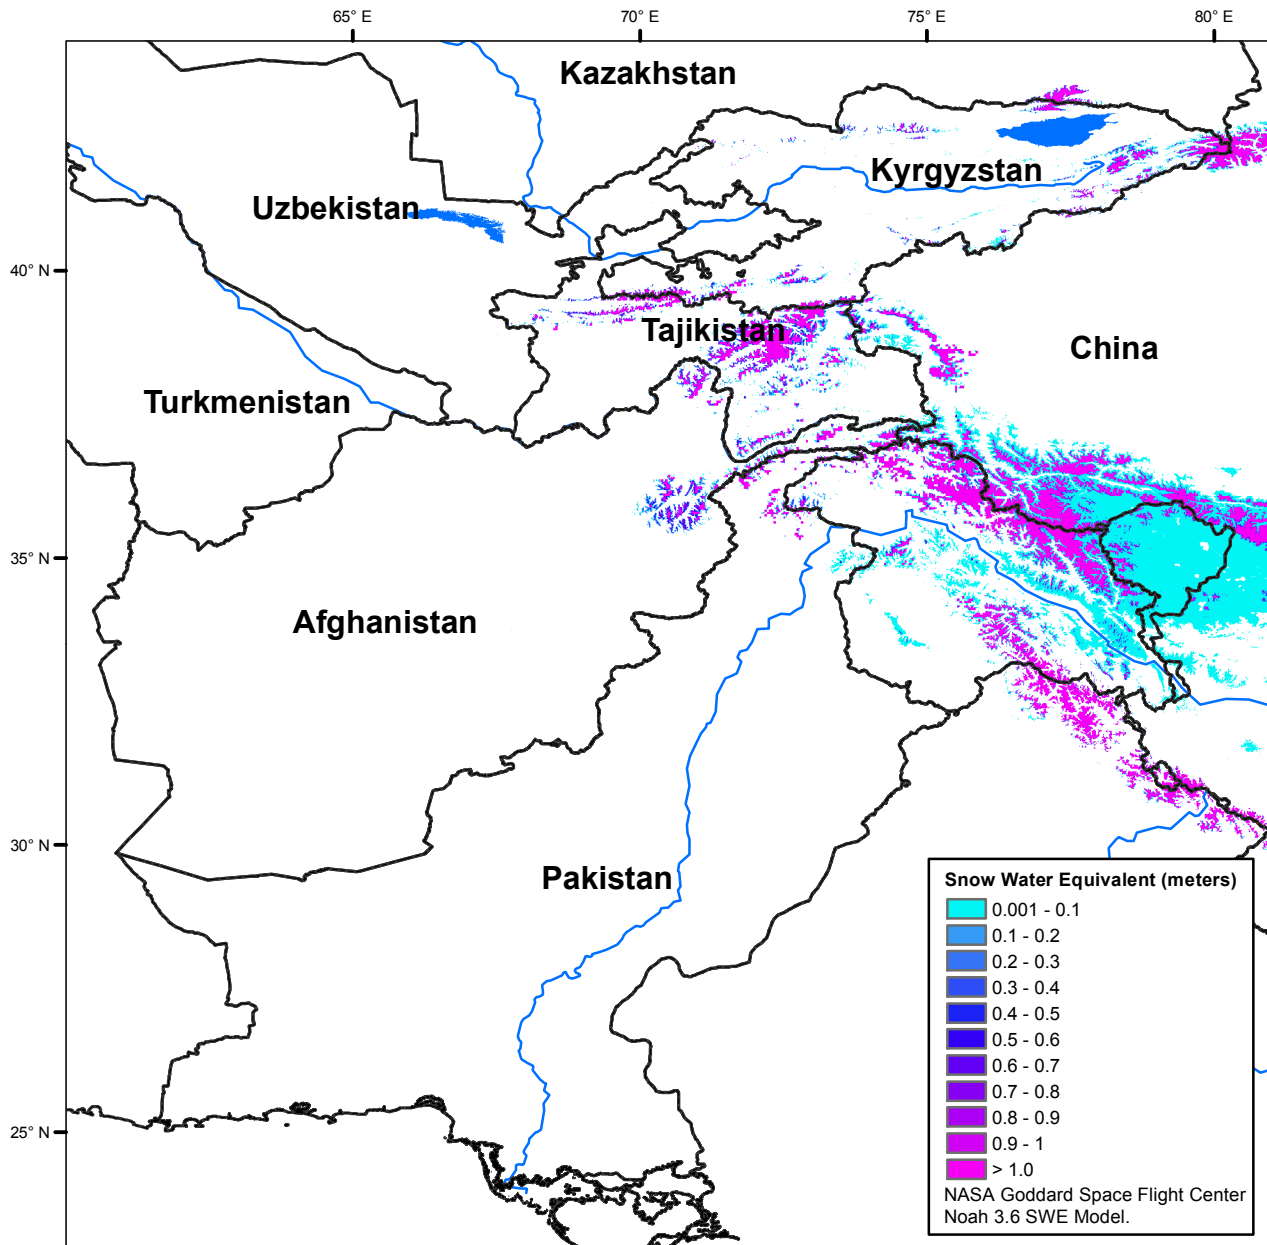 65° E
70° E
75° E
80° E
Kazakhstan
Kyrgyzstan
Uzbekistan
40° N
Tajikistan
China
Turkmenistan
35° N
Afghanistan
30° N
Pakistan
25° N
Snow Water Equivalent (meters)
0.001 - 0.1
0.1 - 0.2
0.2 - 0.3
0.3 - 0.4
0.4 - 0.5
0.5 - 0.6
0.6 - 0.7
0.7 - 0.8
0.8 - 0.9
0.9 - 1
> 1.0
NASA Goddard Space Flight Center
Noah 3.6 SWE Model.